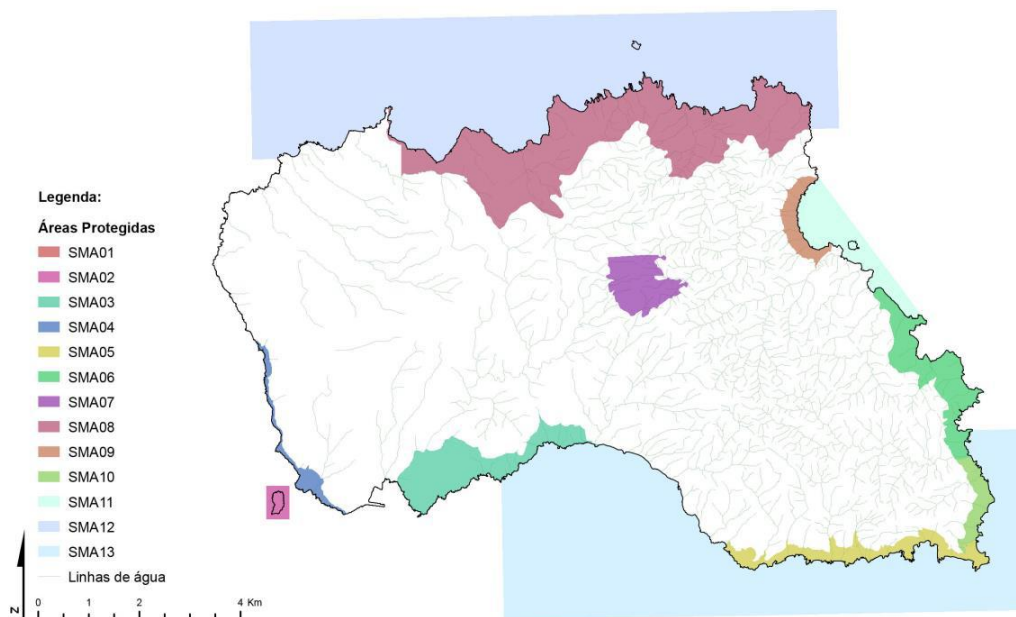 Legenda:
Áreas Protegidas
SMA01
SMA02
SMA03
SMA04
SMA05
SMA06
SMA07
SMA08
SMA09
SMA10
SMA11
SMA12
SMA13
Linhas de água
N
0 1 2 4 Km